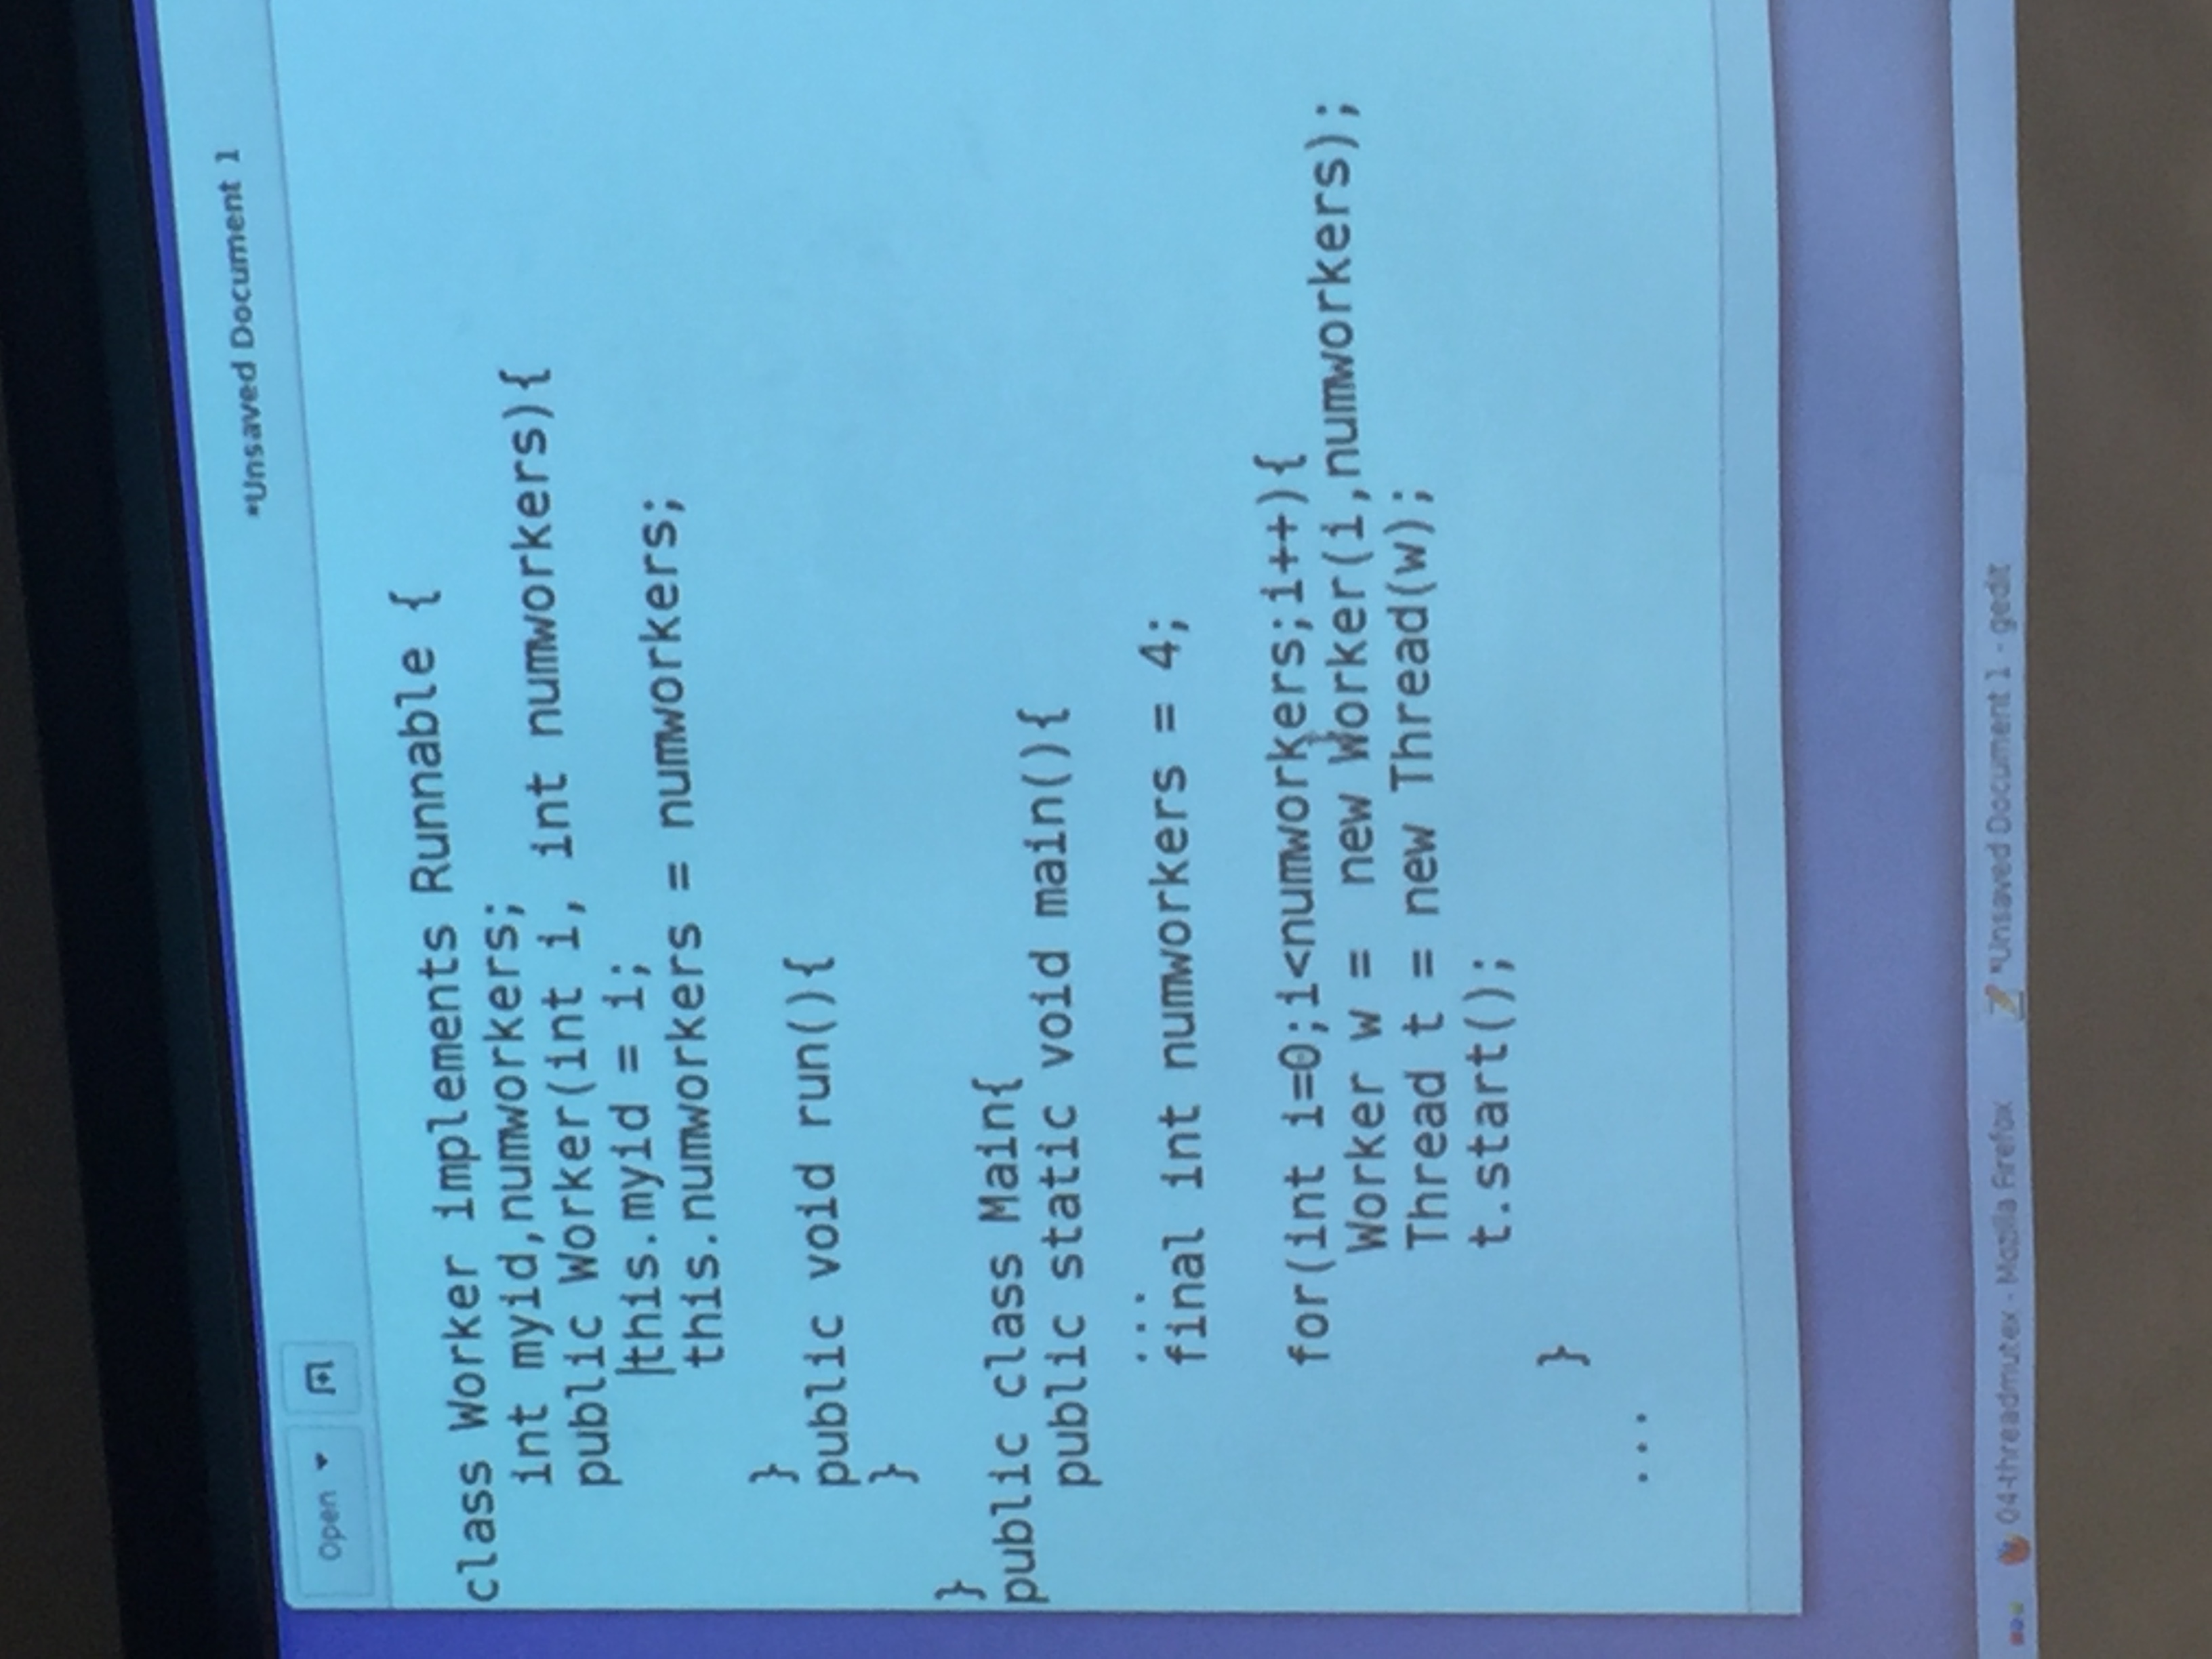 *Unsaved Document 1
Open
class Worker implements Runnable {
    int myid,numworkers;
    public Worker(int i, int numworkers){
        this.myid = i;
        this.numworkers = numworkers;
    }
    public void run(){
    }
}
public class Main{
    public static void main(){
        ...
        final int numworkers = 4;
        for(int i=0;i<numworkers;i++){
            Worker w =  new Worker(i,numworkers);
            Thread t = new Thread(w);
            t.start();
        }
    ...
04-threadmutex - Mozilla Firefox
*Unsaved Document 1 - gedit